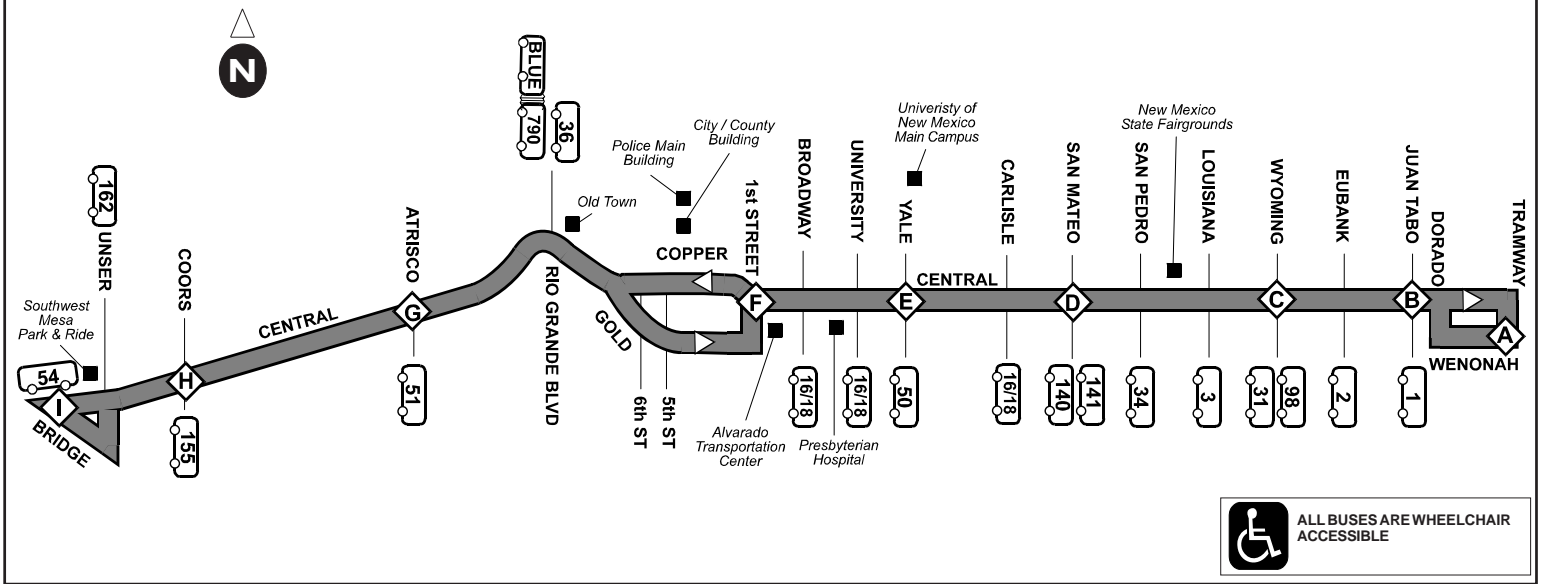 N
BLUE
790
36
162
UNSER
Southwest
Mesa
Park & Ride
54
I
BRIDGE
COORS
H
155
CENTRAL
ATRISCO
G
51
RIO GRANDE BLVD
Old Town
Police Main
Building
City / County
Building
COPPER
GOLD
6th ST
5th ST
1st STREET
F
Alvarado
Transportation
Center
BROADWAY
16/18
Presbyterian
Hospital
UNIVERSITY
16/18
Univeristy of
New Mexico
Main Campus
YALE
E
50
CENTRAL
CARLISLE
16/18
SAN MATEO
D
140
141
SAN PEDRO
34
New Mexico
State Fairgrounds
LOUISIANA
3
WYOMING
C
31
98
EUBANK
2
JUAN TABO
B
1
DORADO
TRAMWAY
A
WENONAH
ALL BUSES ARE WHEELCHAIR
ACCESSIBLE